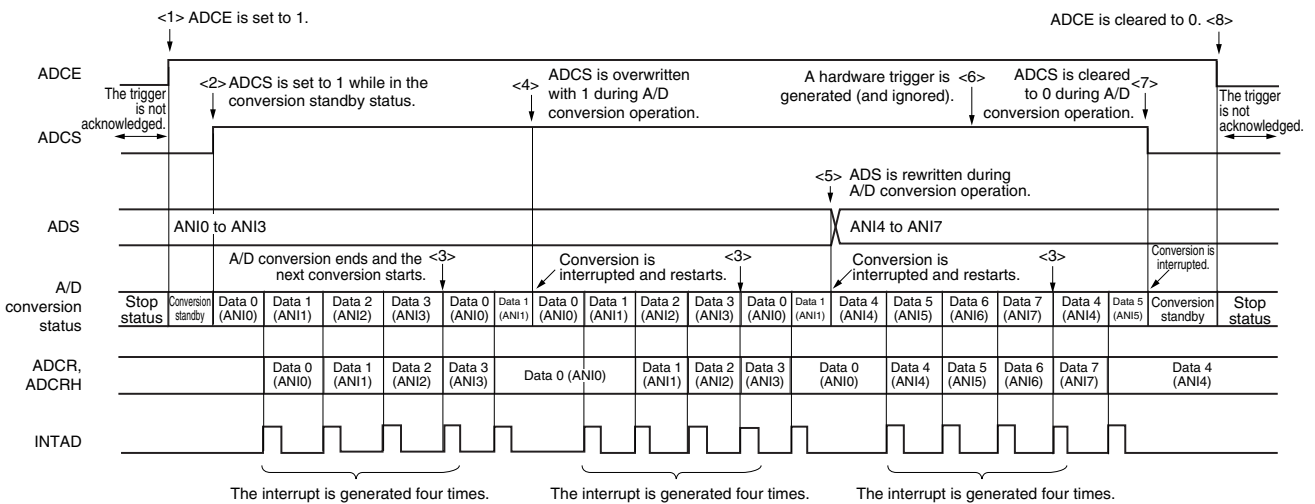 <1> ADCE is set to 1.
ADCE is cleared to 0. <8>
ADCE
The trigger
is not
acknowledged.
<2> ADCS is set to 1 while in the
conversion standby status.
<4> ADCS is overwritten
with 1 during A/D
conversion operation.
A hardware trigger is <6>
generated (and ignored).
ADCS is cleared <7>
to 0 during A/D
conversion operation.
The trigger
is not
acknowledged.
ADCS
<5> ADS is rewritten during
A/D conversion operation.
ADS
ANI0 to ANI3
ANI4 to ANI7
A/D conversion ends and the <3>
next conversion starts.
Conversion is
interrupted and restarts.
<3>
Conversion is
interrupted and restarts.
<3>
Conversion is
interrupted.
A/D
conversion
status
Stop
status
Conversion
standby
Data 0
(ANI0)
Data 1
(ANI1)
Data 2
(ANI2)
Data 3
(ANI3)
Data 0
(ANI0)
Data 1
(ANI1)
Data 0
(ANI0)
Data 1
(ANI1)
Data 2
(ANI2)
Data 3
(ANI3)
Data 0
(ANI0)
Data 1
(ANI1)
Data 4
(ANI4)
Data 5
(ANI5)
Data 6
(ANI6)
Data 7
(ANI7)
Data 4
(ANI4)
Data 5
(ANI5)
Conversion
standby
Stop
status
ADCR,
ADCRH
Data 0
(ANI0)
Data 1
(ANI1)
Data 2
(ANI2)
Data 3
(ANI3)
Data 0 (ANI0)
Data 1
(ANI1)
Data 2
(ANI2)
Data 3
(ANI3)
Data 0
(ANI0)
Data 4
(ANI4)
Data 5
(ANI5)
Data 6
(ANI6)
Data 7
(ANI7)
Data 4
(ANI4)
INTAD
The interrupt is generated four times.
The interrupt is generated four times.
The interrupt is generated four times.